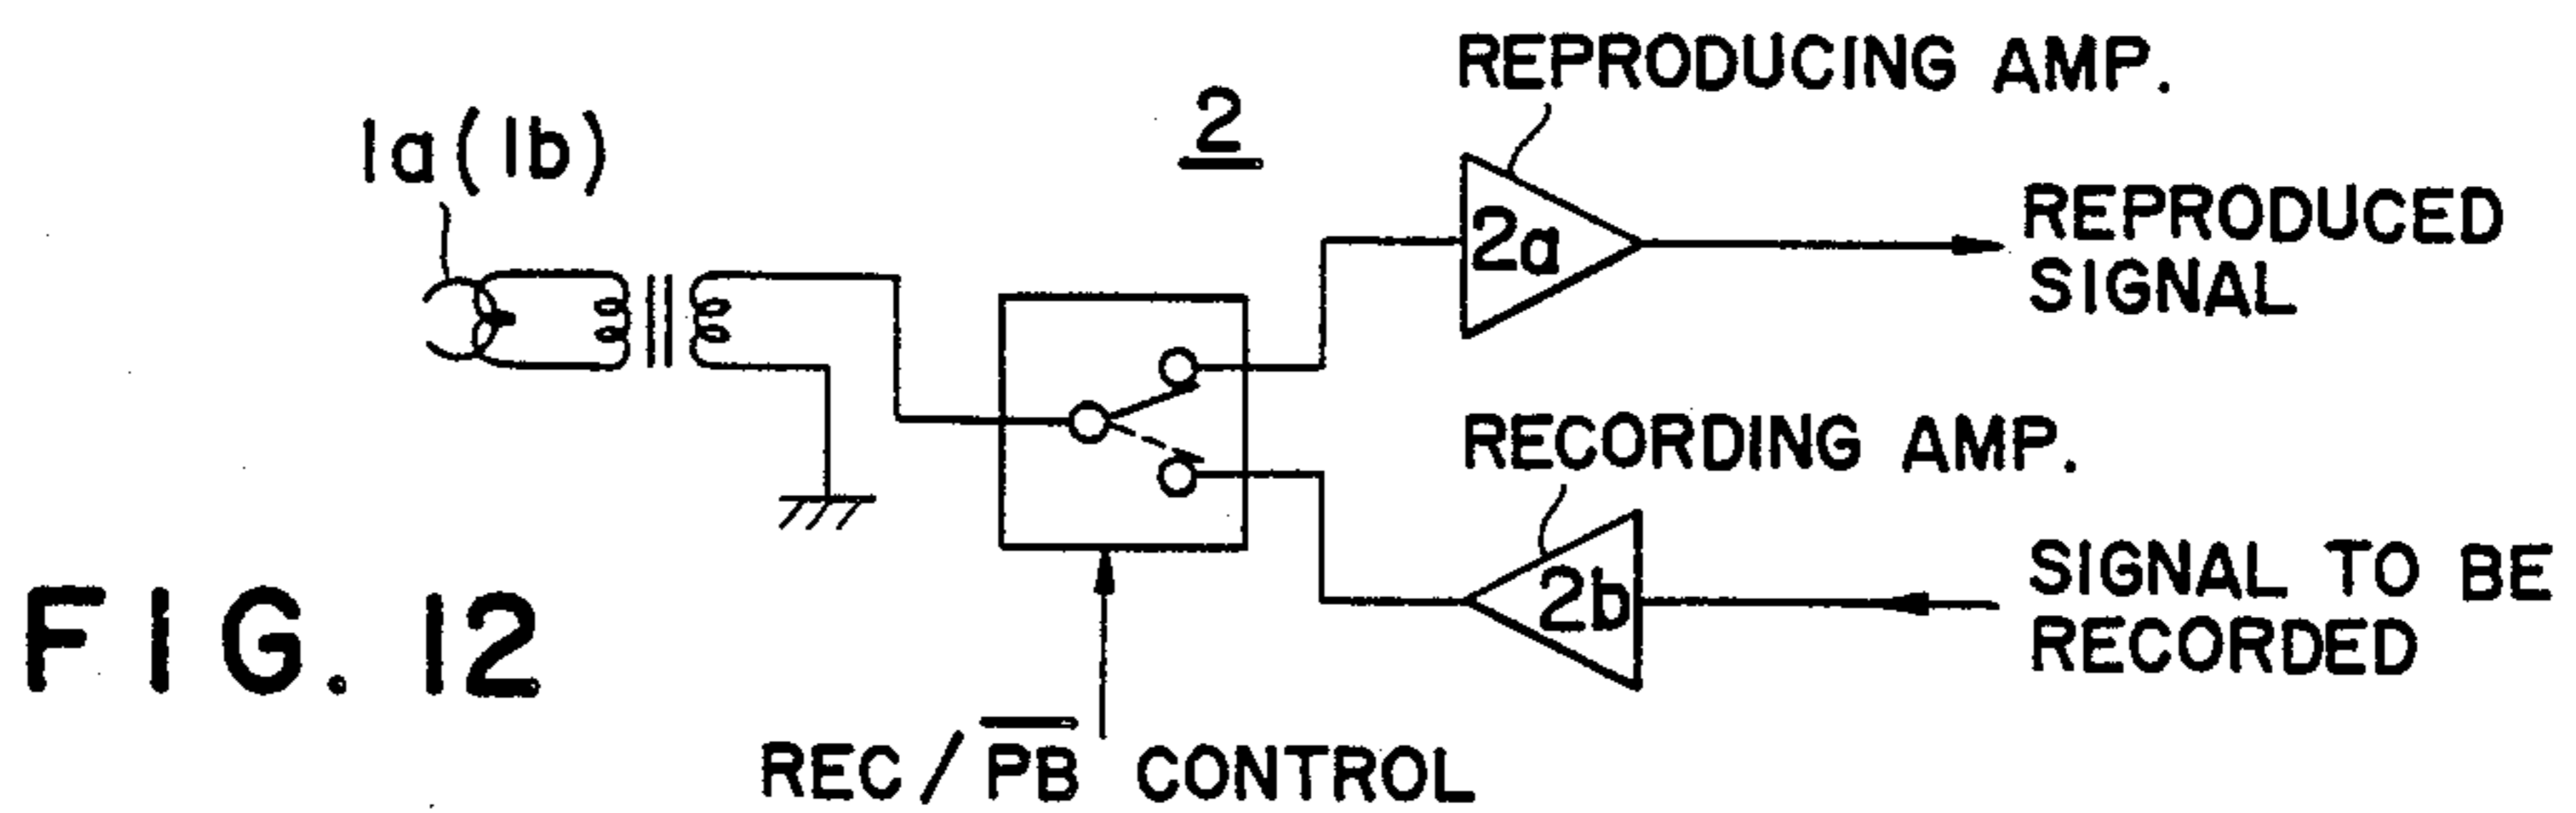 REPRODUCING AMP.
2
1a(1b)
2a
REPRODUCED
SIGNAL
RECORDING AMP.
2b
SIGNAL TO BE
RECORDED
FIG. 12
REC/P̅B̅ CONTROL